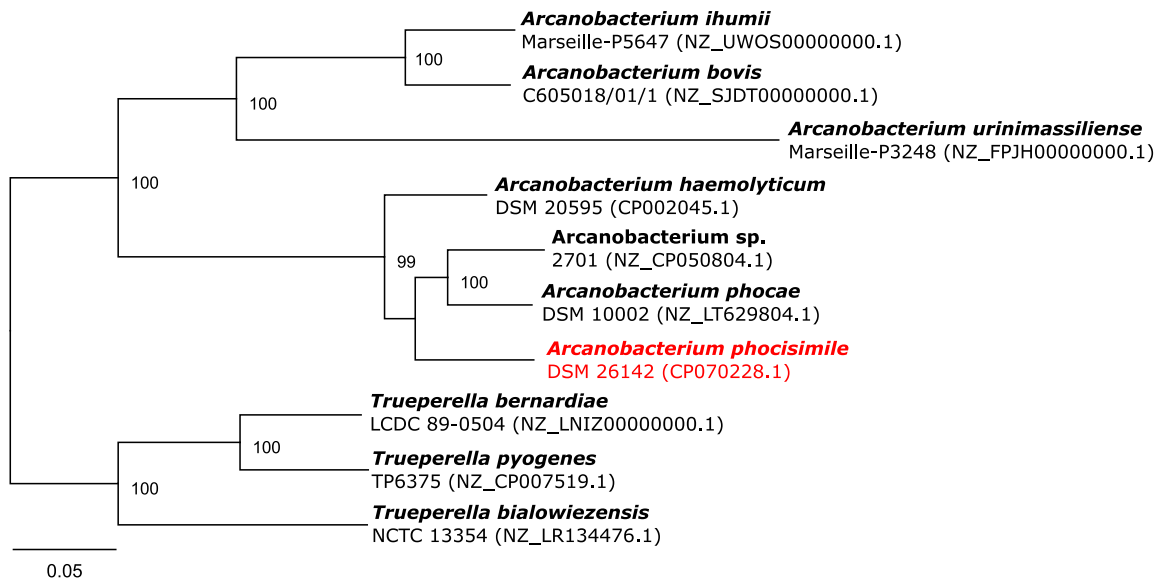 Arcanobacterium ihumii
Marseille-P5647 (NZ_UWOS00000000.1)
100
Arcanobacterium bovis
C605018/01/1 (NZ_SJDT00000000.1)
100
Arcanobacterium urinimassiliense
Marseille-P3248 (NZ_FPJH00000000.1)
100
Arcanobacterium haemolyticum
DSM 20595 (CP002045.1)
Arcanobacterium sp.
2701 (NZ_CP050804.1)
99
100
Arcanobacterium phocae
DSM 10002 (NZ_LT629804.1)
Arcanobacterium phocisimile
DSM 26142 (CP070228.1)
Trueperella bernardiae
LCDC 89-0504 (NZ_LNIZ00000000.1)
100
Trueperella pyogenes
TP6375 (NZ_CP007519.1)
100
Trueperella bialowiezensis
NCTC 13354 (NZ_LR134476.1)
0.05